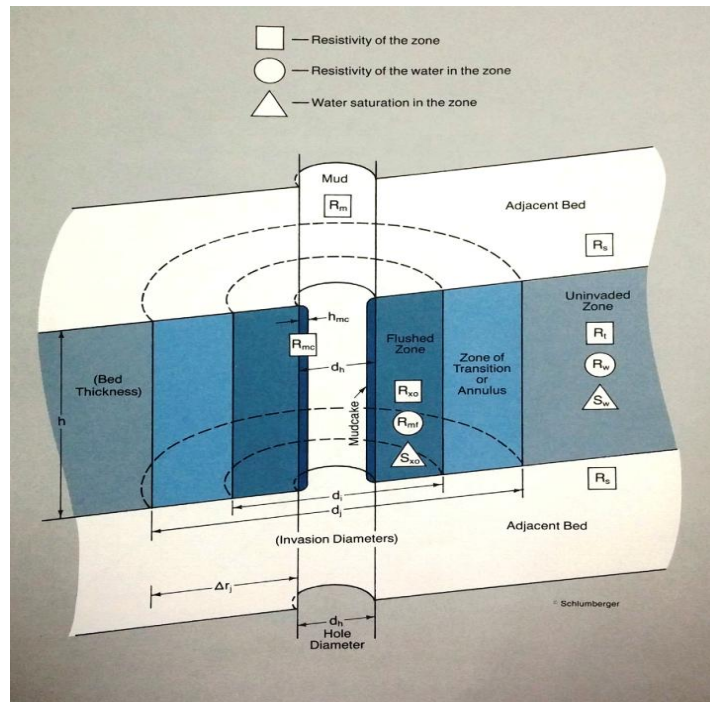 Resistivity of the zone
Resistivity of the water in the zone
Water saturation in the zone
Mud
Rm
Adjacent Bed
Rs
Uninvaded
Zone
Rt
Rw
Sw
hmc
Rmc
dh
Flushed
Zone
Rxo
Rmf
Sxo
Zone of
Transition
or
Annulus
(Bed
Thickness)
h
Mudcake
di
dj
(Invasion Diameters)
Rs
Adjacent Bed
Δrj
dh
Hole
Diameter
© Schlumberger